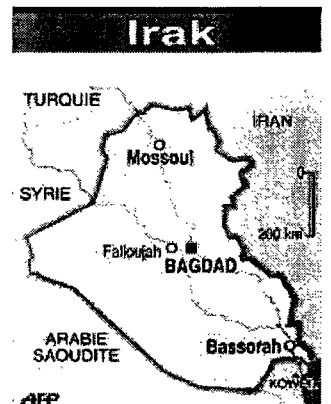 Irak
TURQUIE
IRAN
Mossoul
0
SYRIE
200 km
Falloujah
BAGDAD
ARABIE
SAOUDITE
Bassorah
KOWEIT
AFP